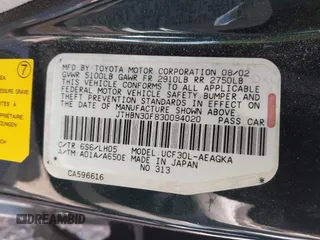 7
MFD. BY TOYOTA MOTOR CORPORATION 08/02
GVWR 5100LB GAWR FR 2910LB RR 2750LB
THIS VEHICLE CONFORMS TO ALL APPLICABLE
FEDERAL MOTOR VEHICLE SAFETY, BUMPER,
AND THEFT PREVENTION STANDARDS IN EFFECT
ON THE DATE OF MANUFACTURE SHOWN ABOVE.
JTHBN30F830094020 PASS. CAR
C/TR 6S6/LH05 MODEL UCF30L-AEAGKA
A/TM A01A/A650E MADE IN JAPAN
NO.313
CA596616
DREAMBID